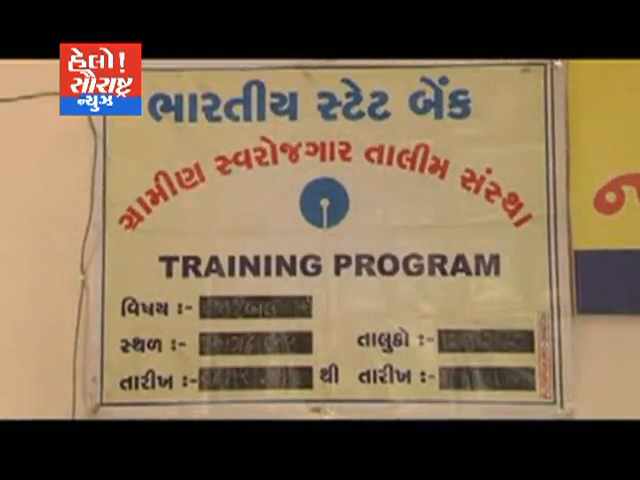 હેલો!
સૌરાષ્ટ્ર
ન્યુઝ
ભારતીય સ્ટેટ બેંક
ગ્રામીણ સ્વરોજગાર તાલીમ સંસ્થા
TRAINING PROGRAM
વિષય :-
સ્થળ :- તાલુકો :-
તારીખ :- થી તારીખ :-